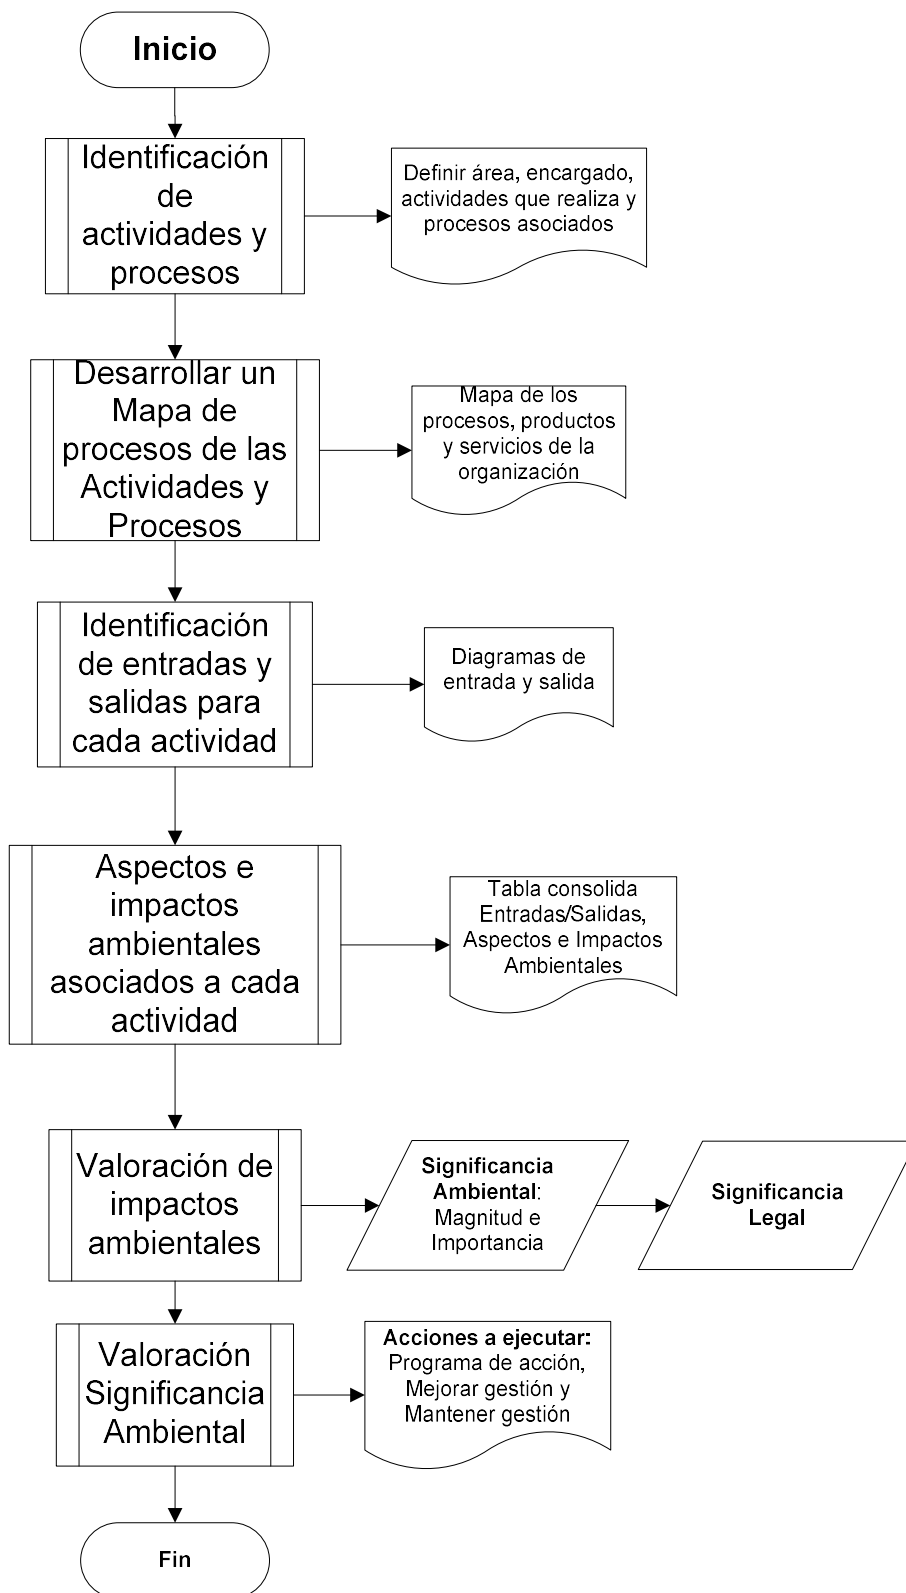 Inicio
Identificación
de
actividades y
procesos
Definir área, encargado,
actividades que realiza y
procesos asociados
Desarrollar un
Mapa de
procesos de las
Actividades y
Procesos
Mapa de los
procesos, productos
y servicios de la
organización
Identificación
de entradas y
salidas para
cada actividad
Diagramas de
entrada y salida
Aspectos e
impactos
ambientales
asociados a cada
actividad
Tabla consolida
Entradas/Salidas,
Aspectos e Impactos
Ambientales
Valoración de
impactos
ambientales
Significancia
Ambiental:
Magnitud e
Importancia
Significancia
Legal
Valoración
Significancia
Ambiental
Acciones a ejecutar:
Programa de acción,
Mejorar gestión y
Mantener gestión
Fin